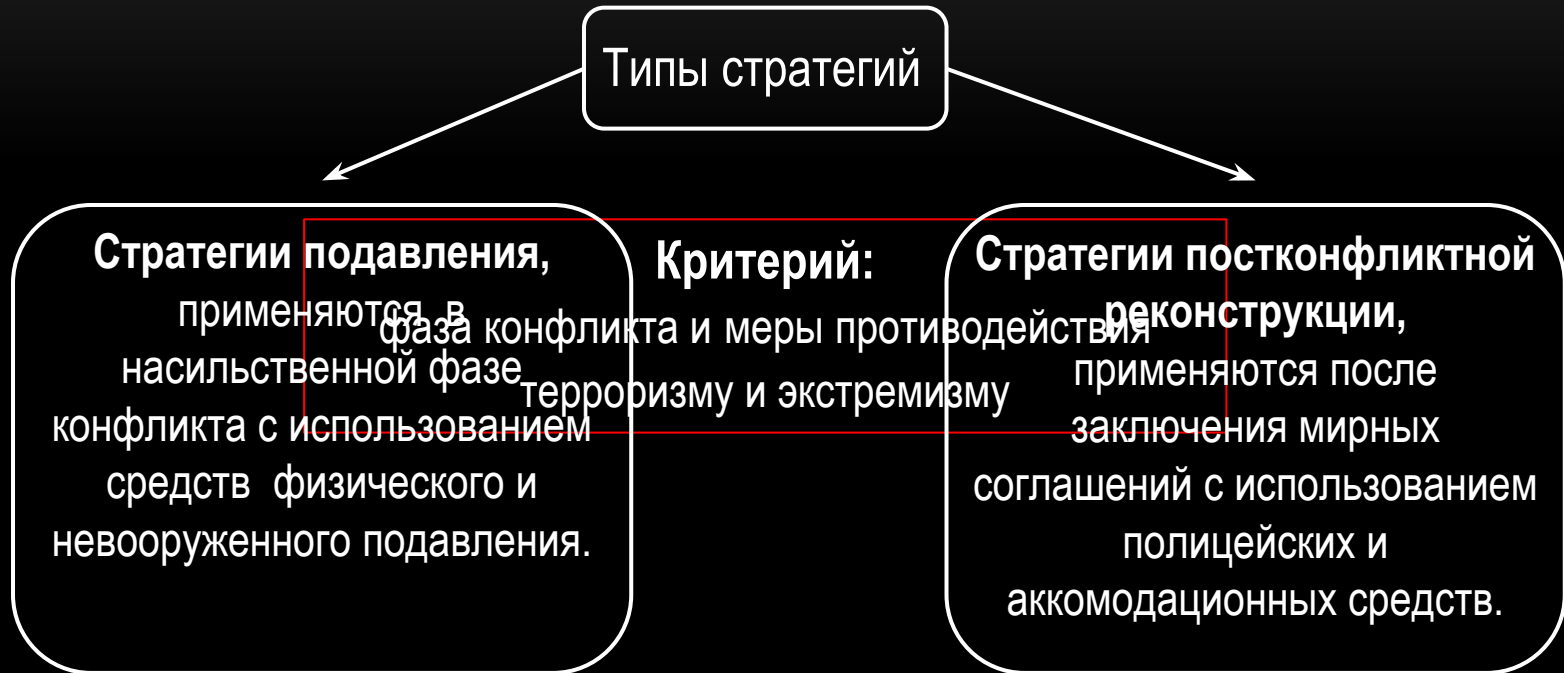 Типы стратегий
Стратегии подавления,
применяются в
насильственной фазе
конфликта с использованием
средств физического и
невооруженного подавления.
Критерий:
фаза конфликта и меры противодействия
терроризму и экстремизму
Стратегии постконфликтной
реконструкции,
применяются после
заключения мирных
соглашений с использованием
полицейских и
аккомодационных средств.